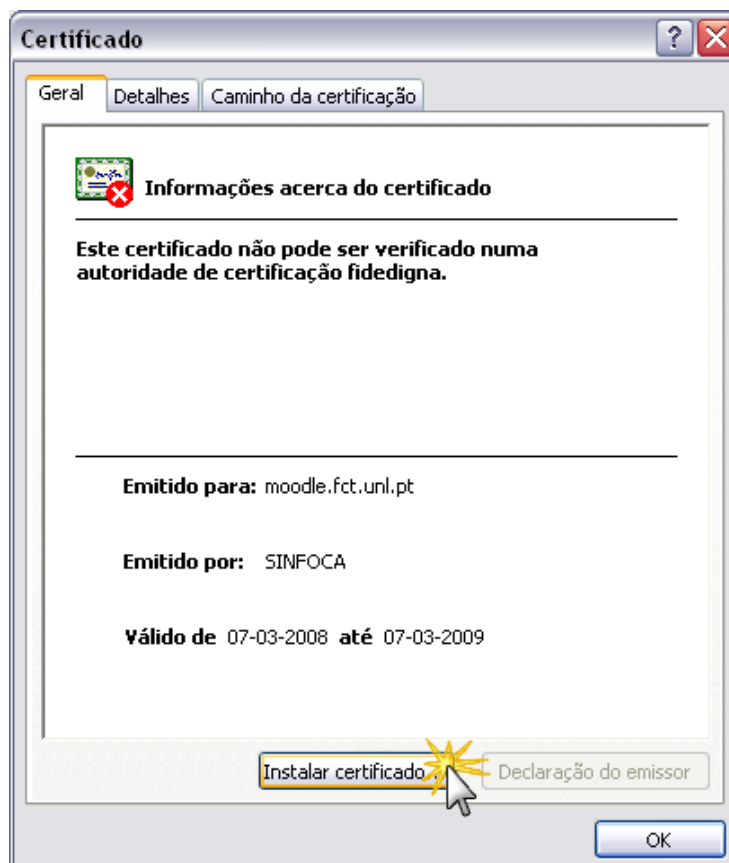 Certificado
Geral Detalhes Caminho da certificação
Informações acerca do certificado
Este certificado não pode ser verificado numa
autoridade de certificação fidedigna.
Emitido para: moodle.fct.unl.pt
Emitido por: SINFOCA
Válido de 07-03-2008 até 07-03-2009
Instalar certificado Declaração do emissor
OK